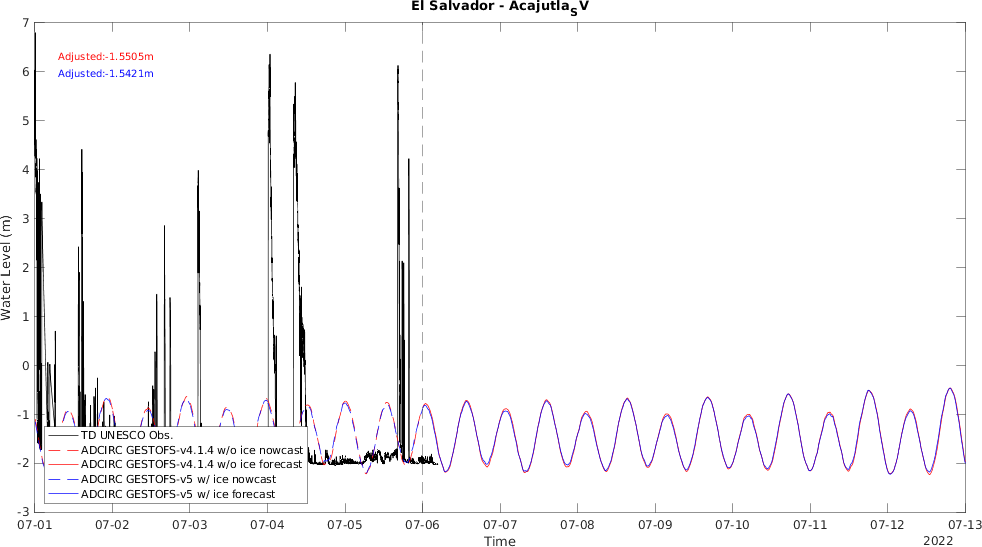 El Salvador - AcajutlaSV
Adjusted:-1.5505m
Adjusted:-1.5421m
7
6
5
4
3
2
1
0
-1
-2
-3
Water Level (m)
TD UNESCO Obs.
ADCIRC GESTOFS-v4.1.4 w/o ice nowcast
ADCIRC GESTOFS-v4.1.4 w/o ice forecast
ADCIRC GESTOFS-v5 w/ ice nowcast
ADCIRC GESTOFS-v5 w/ ice forecast
07-01 07-02 07-03 07-04 07-05 07-06 07-07 07-08 07-09 07-10 07-11 07-12 07-13
Time
2022